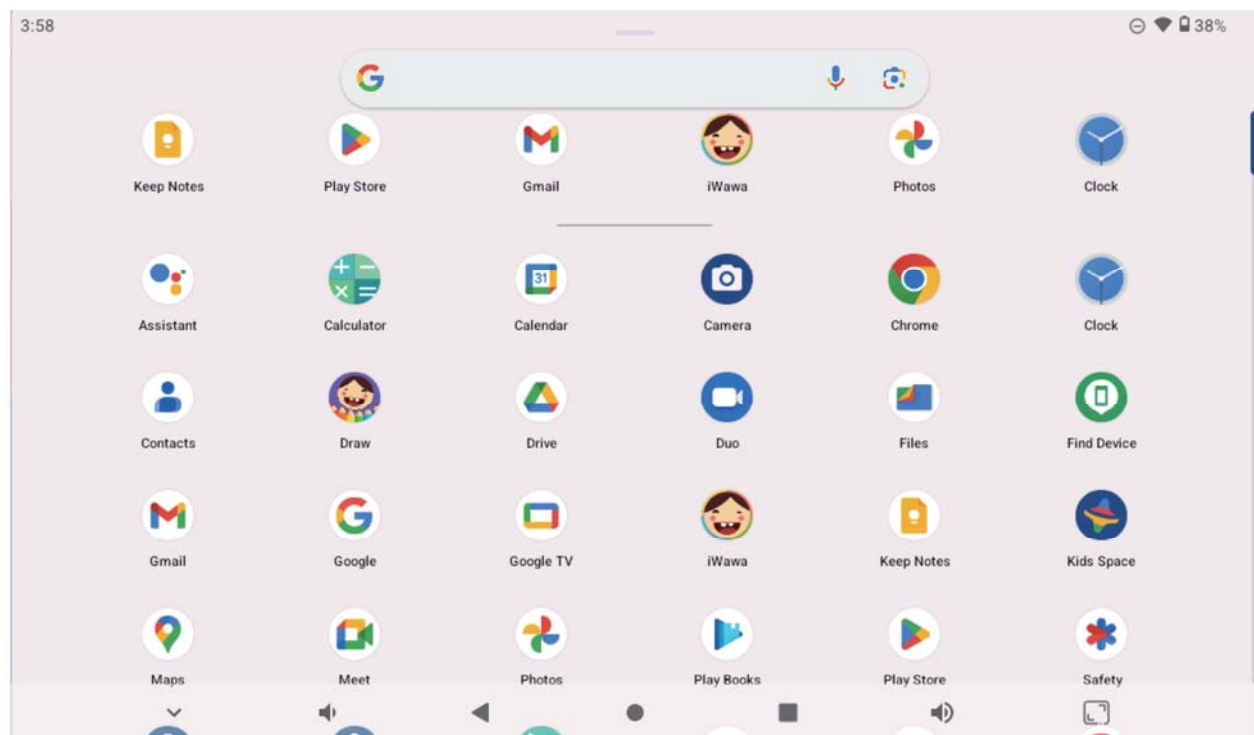 3:58 38%
Keep Notes Play Store Gmail iWawa Photos Clock
31
Assistant Calculator Calendar Camera Chrome Clock
Contacts Draw Drive Duo Files Find Device
Gmail Google Google TV iWawa Keep Notes Kids Space
Maps Meet Photos Play Books Play Store Safety